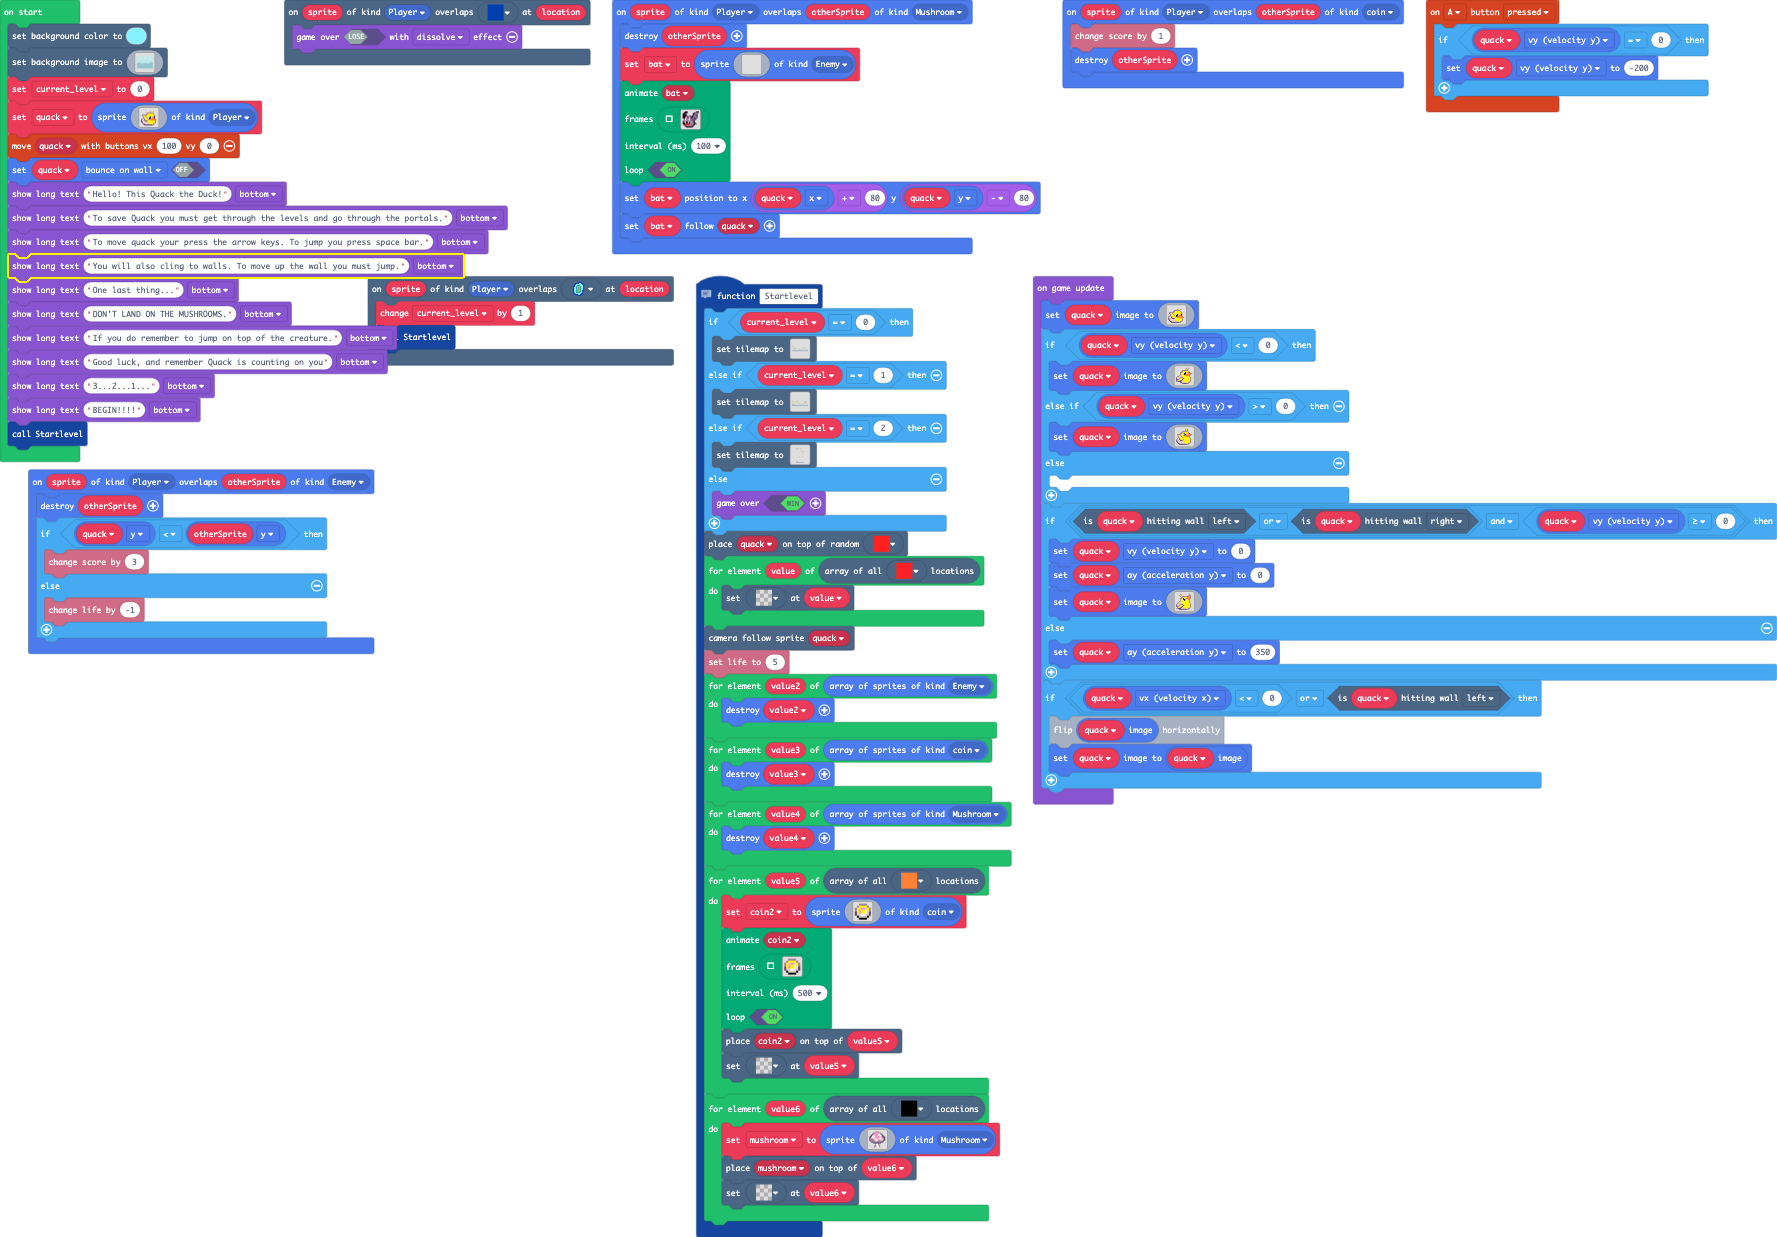 on start
set background color to
set background image to
set current_level to 0
set quack to sprite of kind Player
move quack with buttons vx 100 vy 0
set quack bounce on wall OFF
show long text "Hello! This Quack the Duck!" bottom
show long text "To save Quack you must get through the levels and go through the portals." bottom
show long text "To move quack your press the arrow keys. To jump you press space bar." bottom
show long text "You will also cling to walls. To move up the wall you must jump." bottom
show long text "One last thing..." bottom
show long text "DON'T LAND ON THE MUSHROOMS." bottom
show long text "If you do remember to jump on top of the creature." bottom
show long text "Good luck, and remember Quack is counting on you" bottom
show long text "3...2...1..." bottom
show long text "BEGIN!!!!" bottom
call Startlevel
on sprite of kind Player overlaps otherSprite of kind Enemy
destroy otherSprite
if quack y < otherSprite y then
change score by 3
else
change life by -1
on sprite of kind Player overlaps at location
game over LOSE with dissolve effect
on sprite of kind Player overlaps at location
change current_level by 1
Startlevel
on sprite of kind Player overlaps otherSprite of kind Mushroom
destroy otherSprite
set bat to sprite of kind Enemy
animate bat
frames
interval (ms) 100
loop ON
set bat position to x quack x + 80 y quack y - 80
set bat follow quack
function Startlevel
if current_level = 0 then
set tilemap to
else if current_level = 1 then
set tilemap to
else if current_level = 2 then
set tilemap to
else
game over WIN
place quack on top of random
for element value of array of all locations
do
set at value
camera follow sprite quack
set life to 5
for element value2 of array of sprites of kind Enemy
do
destroy value2
for element value3 of array of sprites of kind coin
do
destroy value3
for element value4 of array of sprites of kind Mushroom
do
destroy value4
for element value5 of array of all locations
do
set coin2 to sprite of kind coin
animate coin2
frames
interval (ms) 500
loop ON
place coin2 on top of value5
set at value5
for element value6 of array of all locations
do
set mushroom to sprite of kind Mushroom
place mushroom on top of value6
set at value6
on sprite of kind Player overlaps otherSprite of kind coin
change score by 1
destroy otherSprite
on A button pressed
if quack vy (velocity y) = 0 then
set quack vy (velocity y) to -200
on game update
set quack image to
if quack vy (velocity y) < 0 then
set quack image to
else if quack vy (velocity y) > 0 then
set quack image to
else
if is quack hitting wall left or is quack hitting wall right and quack vy (velocity y) ≥ 0 then
set quack vy (velocity y) to 0
set quack ay (acceleration y) to 0
set quack image to
else
set quack ay (acceleration y) to 350
if quack vx (velocity x) < 0 or is quack hitting wall left then
flip quack image horizontally
set quack image to quack image